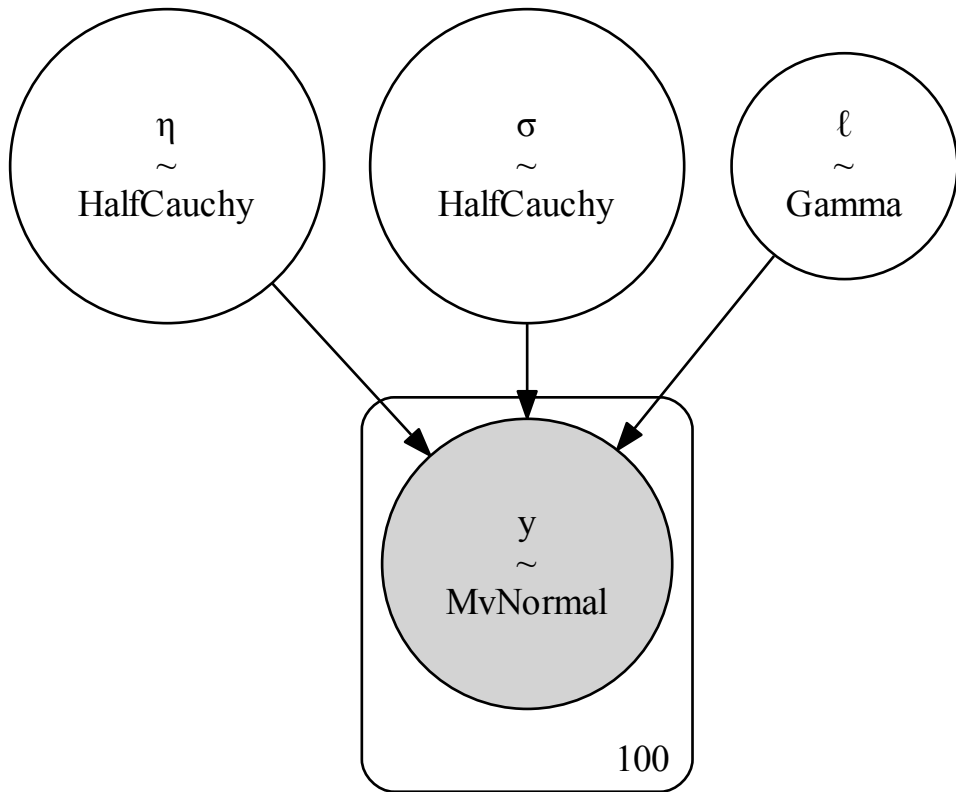 η
~
HalfCauchy
σ
~
HalfCauchy
ℓ
~
Gamma
y
~
MvNormal
100